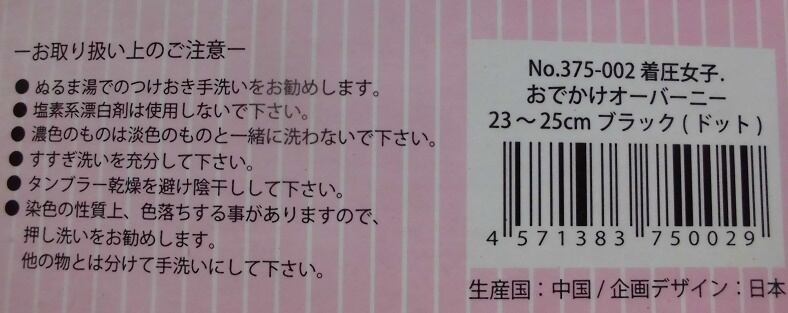 ーお取り扱い上のご注意ー
● ぬるま湯でのつけおき手洗いをお勧めします。
● 塩素系漂白剤は使用しないで下さい。
● 濃色のものは淡色のものと一緒に洗わないで下さい。
● すすぎ洗いを充分して下さい。
● タンブラー乾燥を避け陰干しして下さい。
● 染色の性質上、色落ちする事がありますので、
押し洗いをお勧めします。
他の物とは分けて手洗いにして下さい。
No.375-002 着圧女子.
おでかけオーバーニー
23～25cm ブラック ( ドット )
4 571383 750029
生産国：中国 / 企画デザイン：日本